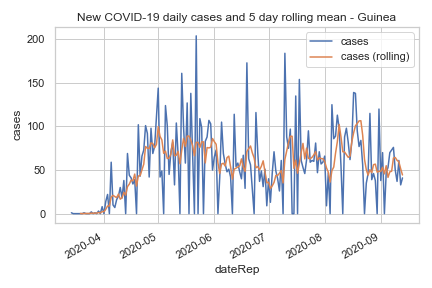 New COVID-19 daily cases and 5 day rolling mean - Guinea
cases
cases (rolling)
200
150
100
50
0
cases
2020-04
2020-05
2020-06
2020-07
2020-08
2020-09
dateRep